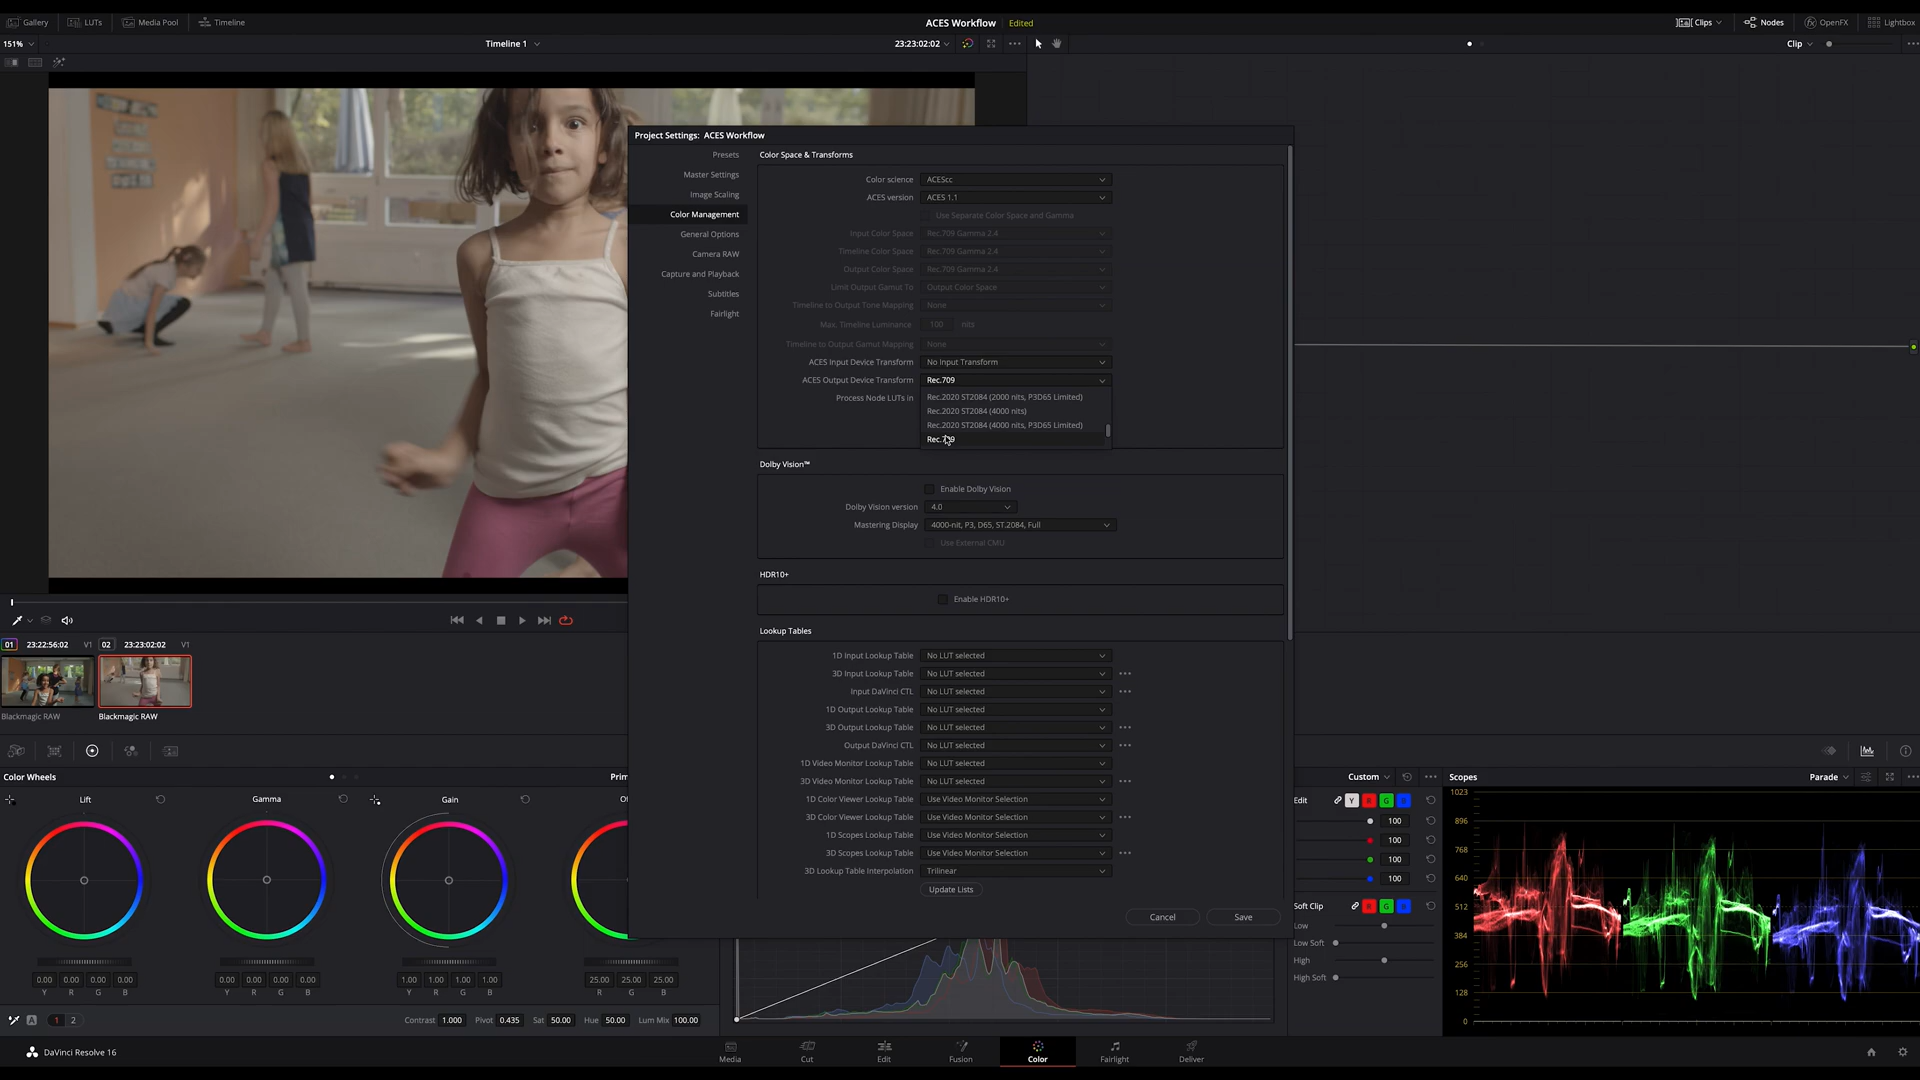 Gallery LUTs Media Pool Timeline ACES Workflow Edited Clips Nodes OpenFX Lightbox
151% Timeline 1 23:23:02:02 Clip
Project Settings: ACES Workflow
Presets
Master Settings
Image Scaling
Color Management
General Options
Camera RAW
Capture and Playback
Subtitles
Fairlight
Color Space & Transforms
Color science ACEScc
ACES version ACES 1.1
Use Separate Color Space and Gamma
Input Color Space Rec.709 Gamma 2.4
Timeline Color Space Rec.709 Gamma 2.4
Output Color Space Rec.709 Gamma 2.4
Limit Output Gamut To Output Color Space
Timeline to Output Tone Mapping None
Max. Timeline Luminance 100 nits
Timeline to Output Gamut Mapping None
ACES Input Device Transform No Input Transform
ACES Output Device Transform Rec.709
Process Node LUTs in
Rec.2020 ST2084 (2000 nits, P3D65 Limited)
Rec.2020 ST2084 (4000 nits)
Rec.2020 ST2084 (4000 nits, P3D65 Limited)
Rec.709
Dolby Vision™
Enable Dolby Vision
Dolby Vision version 4.0
Mastering Display 4000-nit, P3, D65, ST.2084, Full
Use External CMU
HDR10+
Enable HDR10+
Lookup Tables
1D Input Lookup Table No LUT selected
3D Input Lookup Table No LUT selected
Input DaVinci CTL No LUT selected
1D Output Lookup Table No LUT selected
3D Output Lookup Table No LUT selected
Output DaVinci CTL No LUT selected
1D Video Monitor Lookup Table No LUT selected
3D Video Monitor Lookup Table No LUT selected
1D Color Viewer Lookup Table Use Video Monitor Selection
3D Color Viewer Lookup Table Use Video Monitor Selection
1D Scopes Lookup Table Use Video Monitor Selection
3D Scopes Lookup Table Use Video Monitor Selection
3D Lookup Table Interpolation Trilinear
Update Lists
Cancel Save
01 23:22:56:02 V1 02 23:23:02:02 V1
Blackmagic RAW Blackmagic RAW
Color Wheels
Lift Gamma Gain
0.00 0.00 0.00 0.00 0.00 0.00 0.00 0.00 1.00 1.00 1.00 1.00 25.00 25.00 25.00
Y R G B Y R G B Y R G B R G B
A 1 2 Contrast 1.000 Pivot 0.435 Sat 50.00 Hue 50.00 Lum Mix 100.00
Custom
Edit Y R G B
100
100
100
100
Soft Clip R G B
Low
Low Soft
High
High Soft
Scopes Parade
1023
896
768
640
512
384
256
128
0
DaVinci Resolve 16
Media Cut Edit Fusion Color Fairlight Deliver